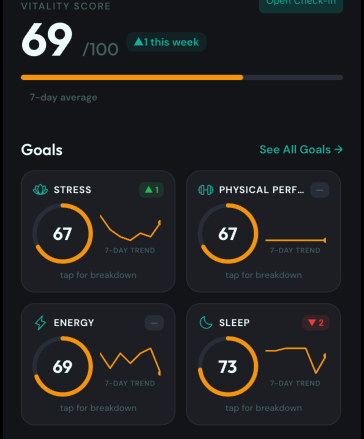 VITALITY SCORE
Open Check-in
69 /100 ▲1 this week
7-day average
Goals
See All Goals →
STRESS ▲ 1
67
7-DAY TREND
tap for breakdown
PHYSICAL PERF... —
67
7-DAY TREND
tap for breakdown
ENERGY —
69
7-DAY TREND
tap for breakdown
SLEEP ▼ 2
73
7-DAY TREND
tap for breakdown